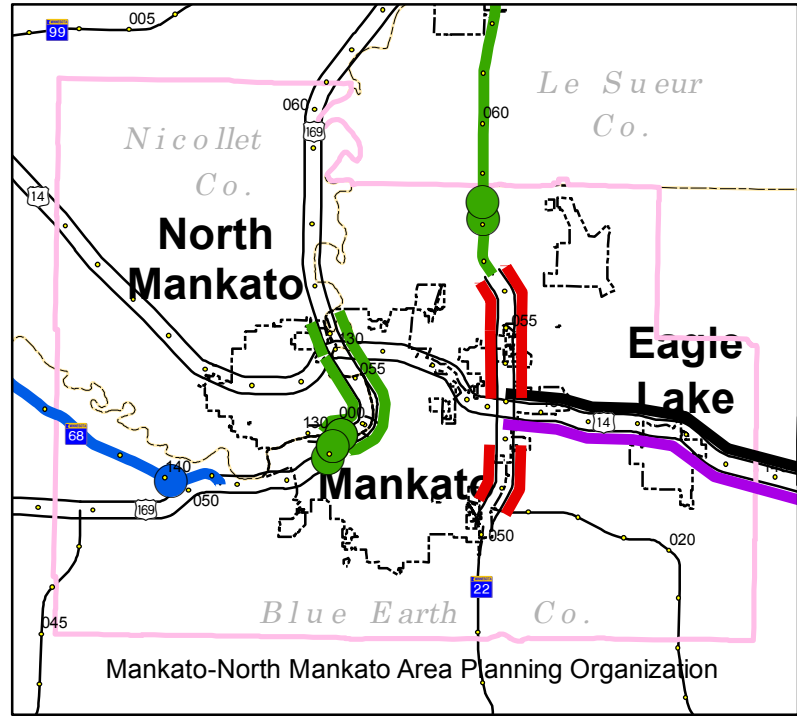 005
99
Le Sueur
Co.
060
060
169
Nicollet
Co.
14
North
Mankato
055
130
Eagle
Lake
055
000
14
130
68
140
Mankato
050
169
050
020
22
Blue Earth Co.
045
Mankato-North Mankato Area Planning Organization